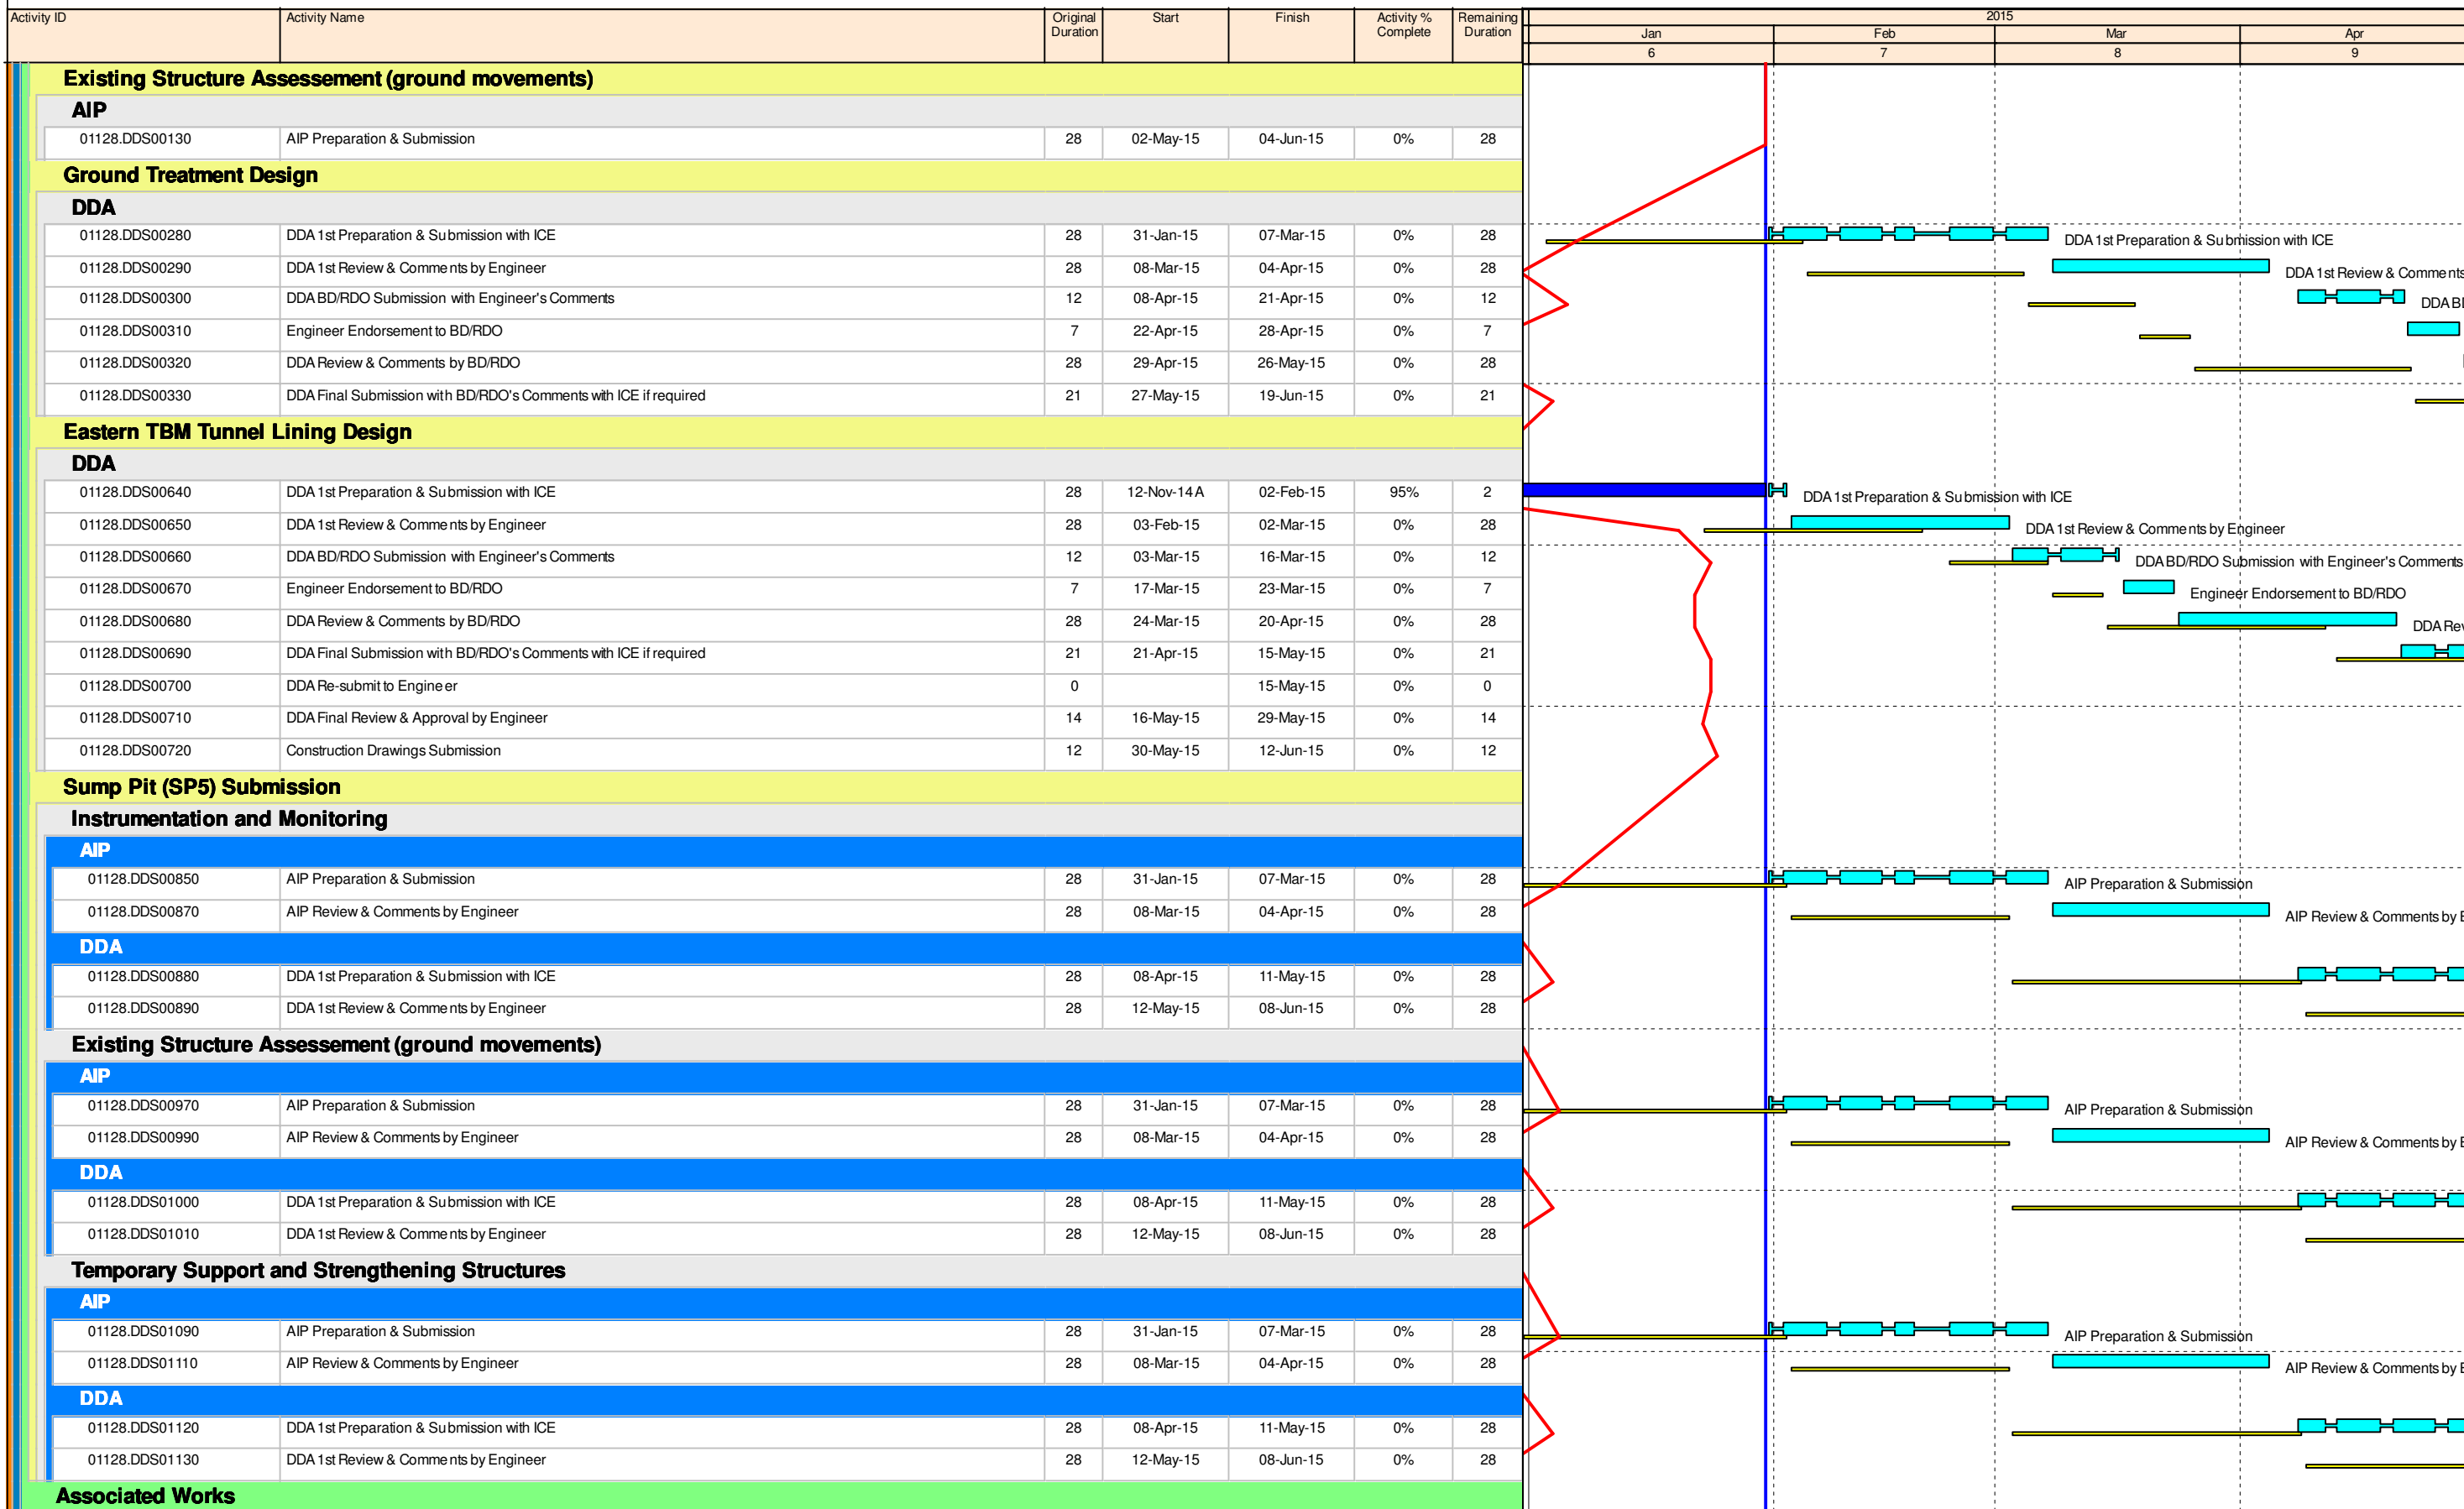 Activity ID Activity Name Original Duration Start Finish Activity % Complete Remaining Duration 2015
Jan Feb Mar Apr
6 7 8 9
Existing Structure Assessement (ground movements)
AIP
01128.DDS00130 AIP Preparation & Submission 28 02-May-15 04-Jun-15 0% 28
Ground Treatment Design
DDA
01128.DDS00280 DDA 1st Preparation & Submission with ICE 28 31-Jan-15 07-Mar-15 0% 28 DDA 1st Preparation & Submission with ICE
01128.DDS00290 DDA 1st Review & Comments by Engineer 28 08-Mar-15 04-Apr-15 0% 28 DDA 1st Review & Comments
01128.DDS00300 DDA BD/RDO Submission with Engineer's Comments 12 08-Apr-15 21-Apr-15 0% 12 DDA
01128.DDS00310 Engineer Endorsement to BD/RDO 7 22-Apr-15 28-Apr-15 0% 7
01128.DDS00320 DDA Review & Comments by BD/RDO 28 29-Apr-15 26-May-15 0% 28
01128.DDS00330 DDA Final Submission with BD/RDO's Comments with ICE if required 21 27-May-15 19-Jun-15 0% 21
Eastern TBM Tunnel Lining Design
DDA
01128.DDS00640 DDA 1st Preparation & Submission with ICE 28 12-Nov-14 A 02-Feb-15 95% 2 DDA 1st Preparation & Submission with ICE
01128.DDS00650 DDA 1st Review & Comments by Engineer 28 03-Feb-15 02-Mar-15 0% 28 DDA 1st Review & Comments by Engineer
01128.DDS00660 DDA BD/RDO Submission with Engineer's Comments 12 03-Mar-15 16-Mar-15 0% 12 DDA BD/RDO Submission with Engineer's Comments
01128.DDS00670 Engineer Endorsement to BD/RDO 7 17-Mar-15 23-Mar-15 0% 7 Engineer Endorsement to BD/RDO
01128.DDS00680 DDA Review & Comments by BD/RDO 28 24-Mar-15 20-Apr-15 0% 28 DDA
01128.DDS00690 DDA Final Submission with BD/RDO's Comments with ICE if required 21 21-Apr-15 15-May-15 0% 21
01128.DDS00700 DDA Re-submit to Engineer 0 15-May-15 0% 0
01128.DDS00710 DDA Final Review & Approval by Engineer 14 16-May-15 29-May-15 0% 14
01128.DDS00720 Construction Drawings Submission 12 30-May-15 12-Jun-15 0% 12
Sump Pit (SP5) Submission
Instrumentation and Monitoring
AIP
01128.DDS00850 AIP Preparation & Submission 28 31-Jan-15 07-Mar-15 0% 28 AIP Preparation & Submission
01128.DDS00870 AIP Review & Comments by Engineer 28 08-Mar-15 04-Apr-15 0% 28 AIP Review & Comments by
DDA
01128.DDS00880 DDA 1st Preparation & Submission with ICE 28 08-Apr-15 11-May-15 0% 28
01128.DDS00890 DDA 1st Review & Comments by Engineer 28 12-May-15 08-Jun-15 0% 28
Existing Structure Assessement (ground movements)
AIP
01128.DDS00970 AIP Preparation & Submission 28 31-Jan-15 07-Mar-15 0% 28 AIP Preparation & Submission
01128.DDS00990 AIP Review & Comments by Engineer 28 08-Mar-15 04-Apr-15 0% 28 AIP Review & Comments by
DDA
01128.DDS01000 DDA 1st Preparation & Submission with ICE 28 08-Apr-15 11-May-15 0% 28
01128.DDS01010 DDA 1st Review & Comments by Engineer 28 12-May-15 08-Jun-15 0% 28
Temporary Support and Strengthening Structures
AIP
01128.DDS01090 AIP Preparation & Submission 28 31-Jan-15 07-Mar-15 0% 28 AIP Preparation & Submission
01128.DDS01110 AIP Review & Comments by Engineer 28 08-Mar-15 04-Apr-15 0% 28 AIP Review & Comments by
DDA
01128.DDS01120 DDA 1st Preparation & Submission with ICE 28 08-Apr-15 11-May-15 0% 28
01128.DDS01130 DDA 1st Review & Comments by Engineer 28 12-May-15 08-Jun-15 0% 28
Associated Works